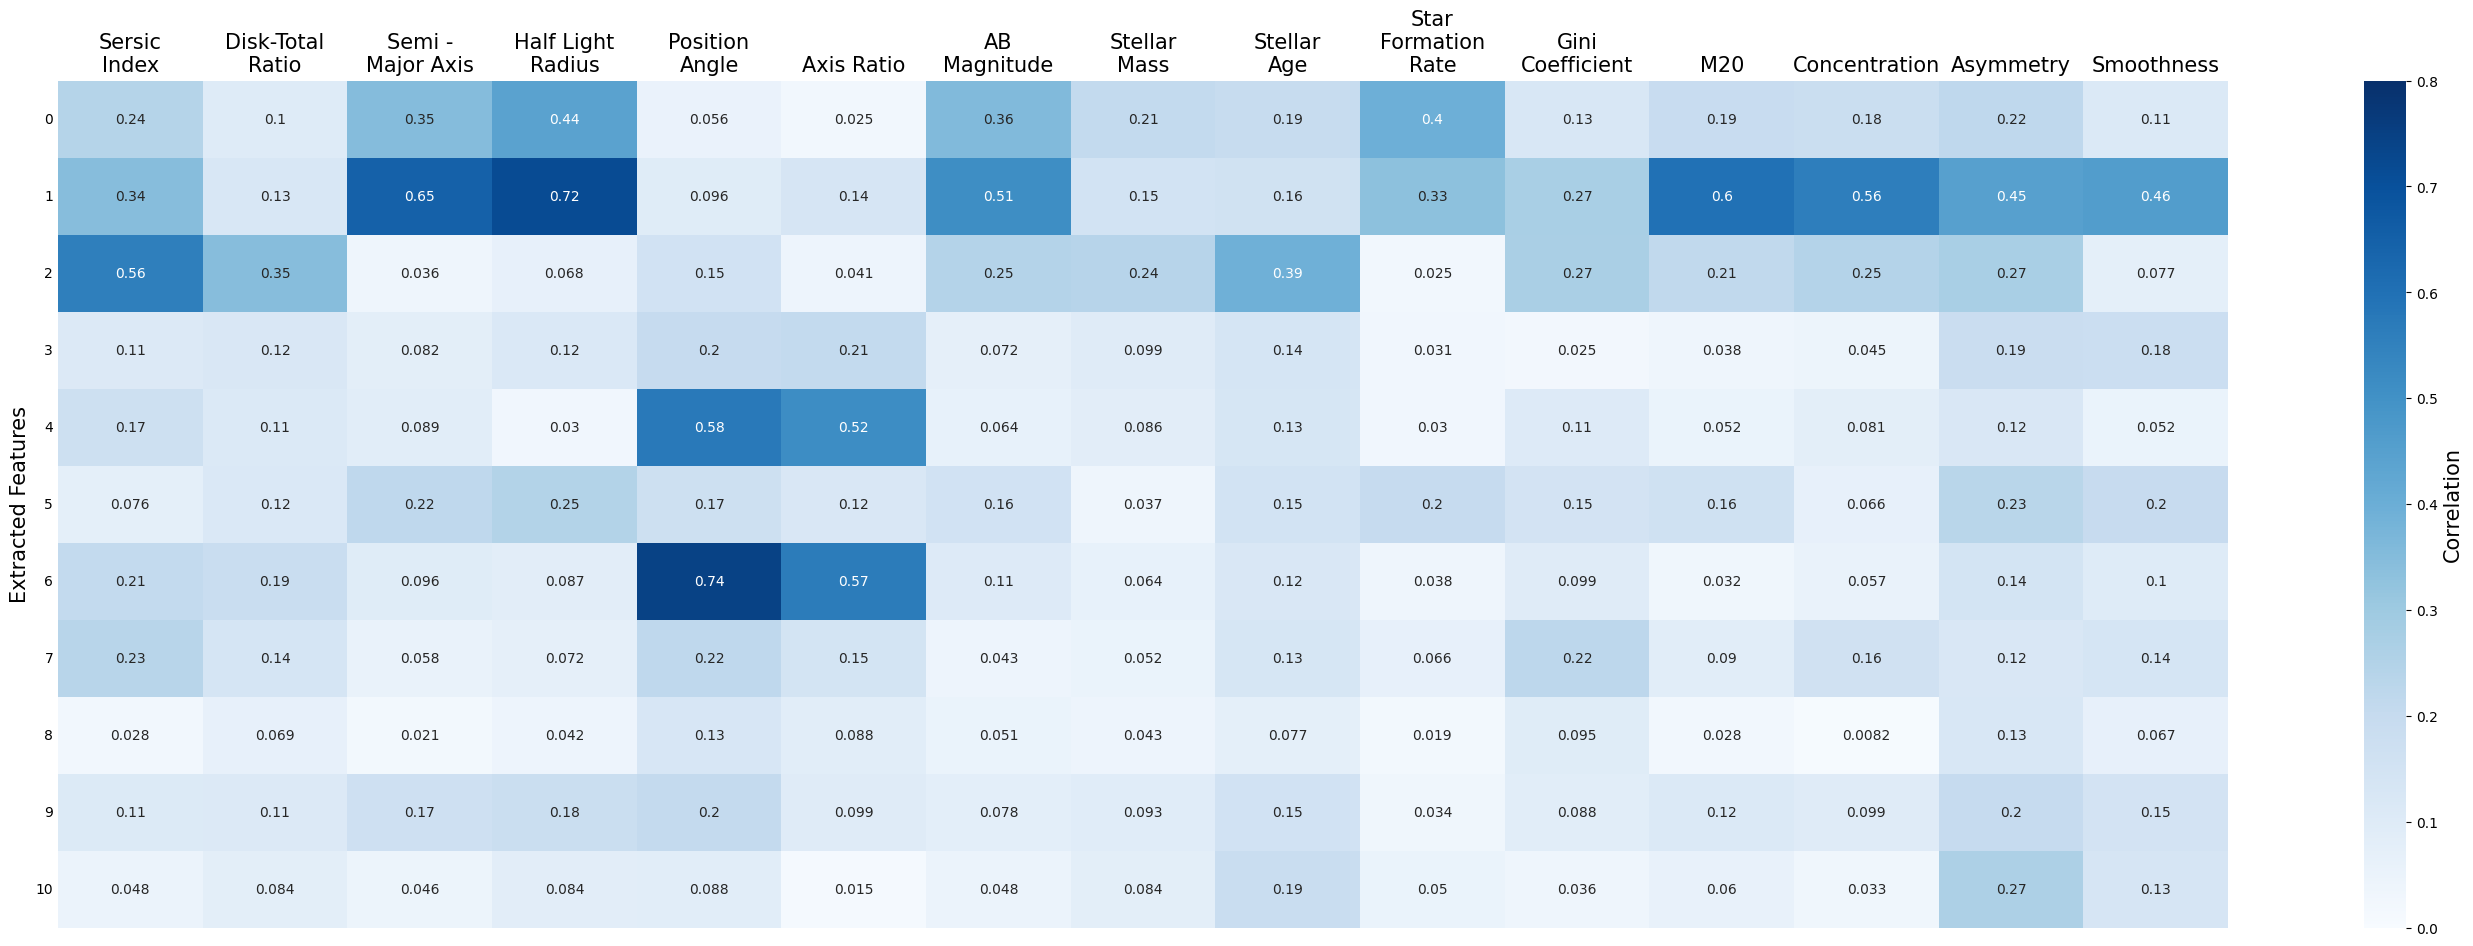 Sersic
Index
Disk-Total
Ratio
Semi -
Major Axis
Half Light
Radius
Position
Angle
Axis Ratio
AB
Magnitude
Stellar
Mass
Stellar
Age
Star
Formation
Rate
Gini
Coefficient
M20
Concentration
Asymmetry
Smoothness
Extracted Features
0 0.24 0.1 0.35 0.44 0.056 0.025 0.36 0.21 0.19 0.4 0.13 0.19 0.18 0.22 0.11
1 0.34 0.13 0.65 0.72 0.096 0.14 0.51 0.15 0.16 0.33 0.27 0.6 0.56 0.45 0.46
2 0.56 0.35 0.036 0.068 0.15 0.041 0.25 0.24 0.39 0.025 0.27 0.21 0.25 0.27 0.077
3 0.11 0.12 0.082 0.12 0.2 0.21 0.072 0.099 0.14 0.031 0.025 0.038 0.045 0.19 0.18
4 0.17 0.11 0.089 0.03 0.58 0.52 0.064 0.086 0.13 0.03 0.11 0.052 0.081 0.12 0.052
5 0.076 0.12 0.22 0.25 0.17 0.12 0.16 0.037 0.15 0.2 0.15 0.16 0.066 0.23 0.2
6 0.21 0.19 0.096 0.087 0.74 0.57 0.11 0.064 0.12 0.038 0.099 0.032 0.057 0.14 0.1
7 0.23 0.14 0.058 0.072 0.22 0.15 0.043 0.052 0.13 0.066 0.22 0.09 0.16 0.12 0.14
8 0.028 0.069 0.021 0.042 0.13 0.088 0.051 0.043 0.077 0.019 0.095 0.028 0.0082 0.13 0.067
9 0.11 0.11 0.17 0.18 0.2 0.099 0.078 0.093 0.15 0.034 0.088 0.12 0.099 0.2 0.15
10 0.048 0.084 0.046 0.084 0.088 0.015 0.048 0.084 0.19 0.05 0.036 0.06 0.033 0.27 0.13
0.8
0.7
0.6
0.5
0.4
0.3
0.2
0.1
0.0
Correlation